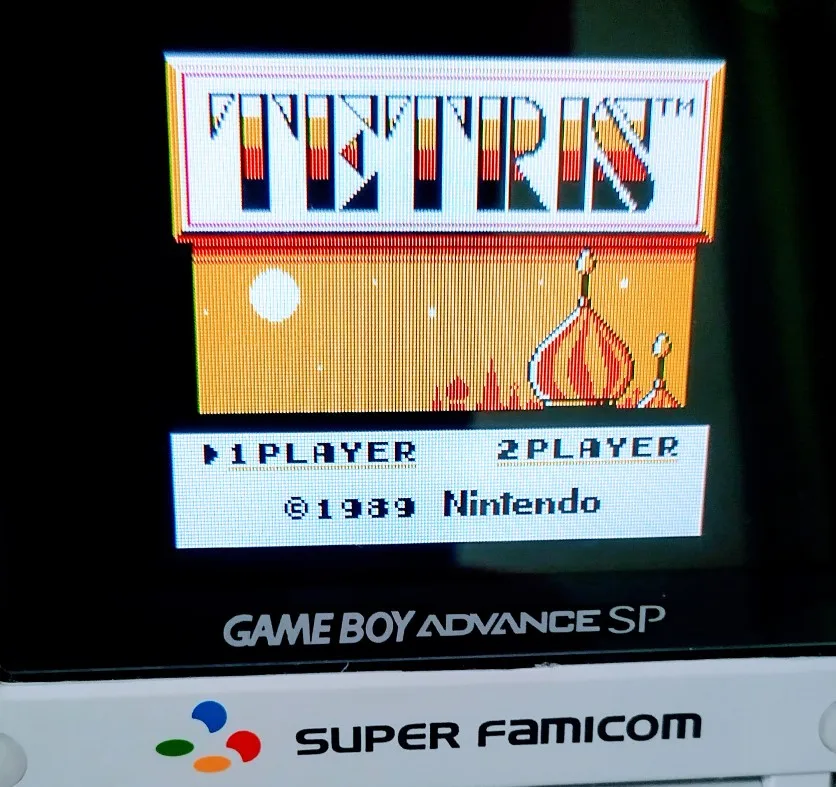 TETRIS™
▶1PLAYER 2PLAYER
©1989 Nintendo
GAME BOY ADVANCE SP
SUPER FAMICOM